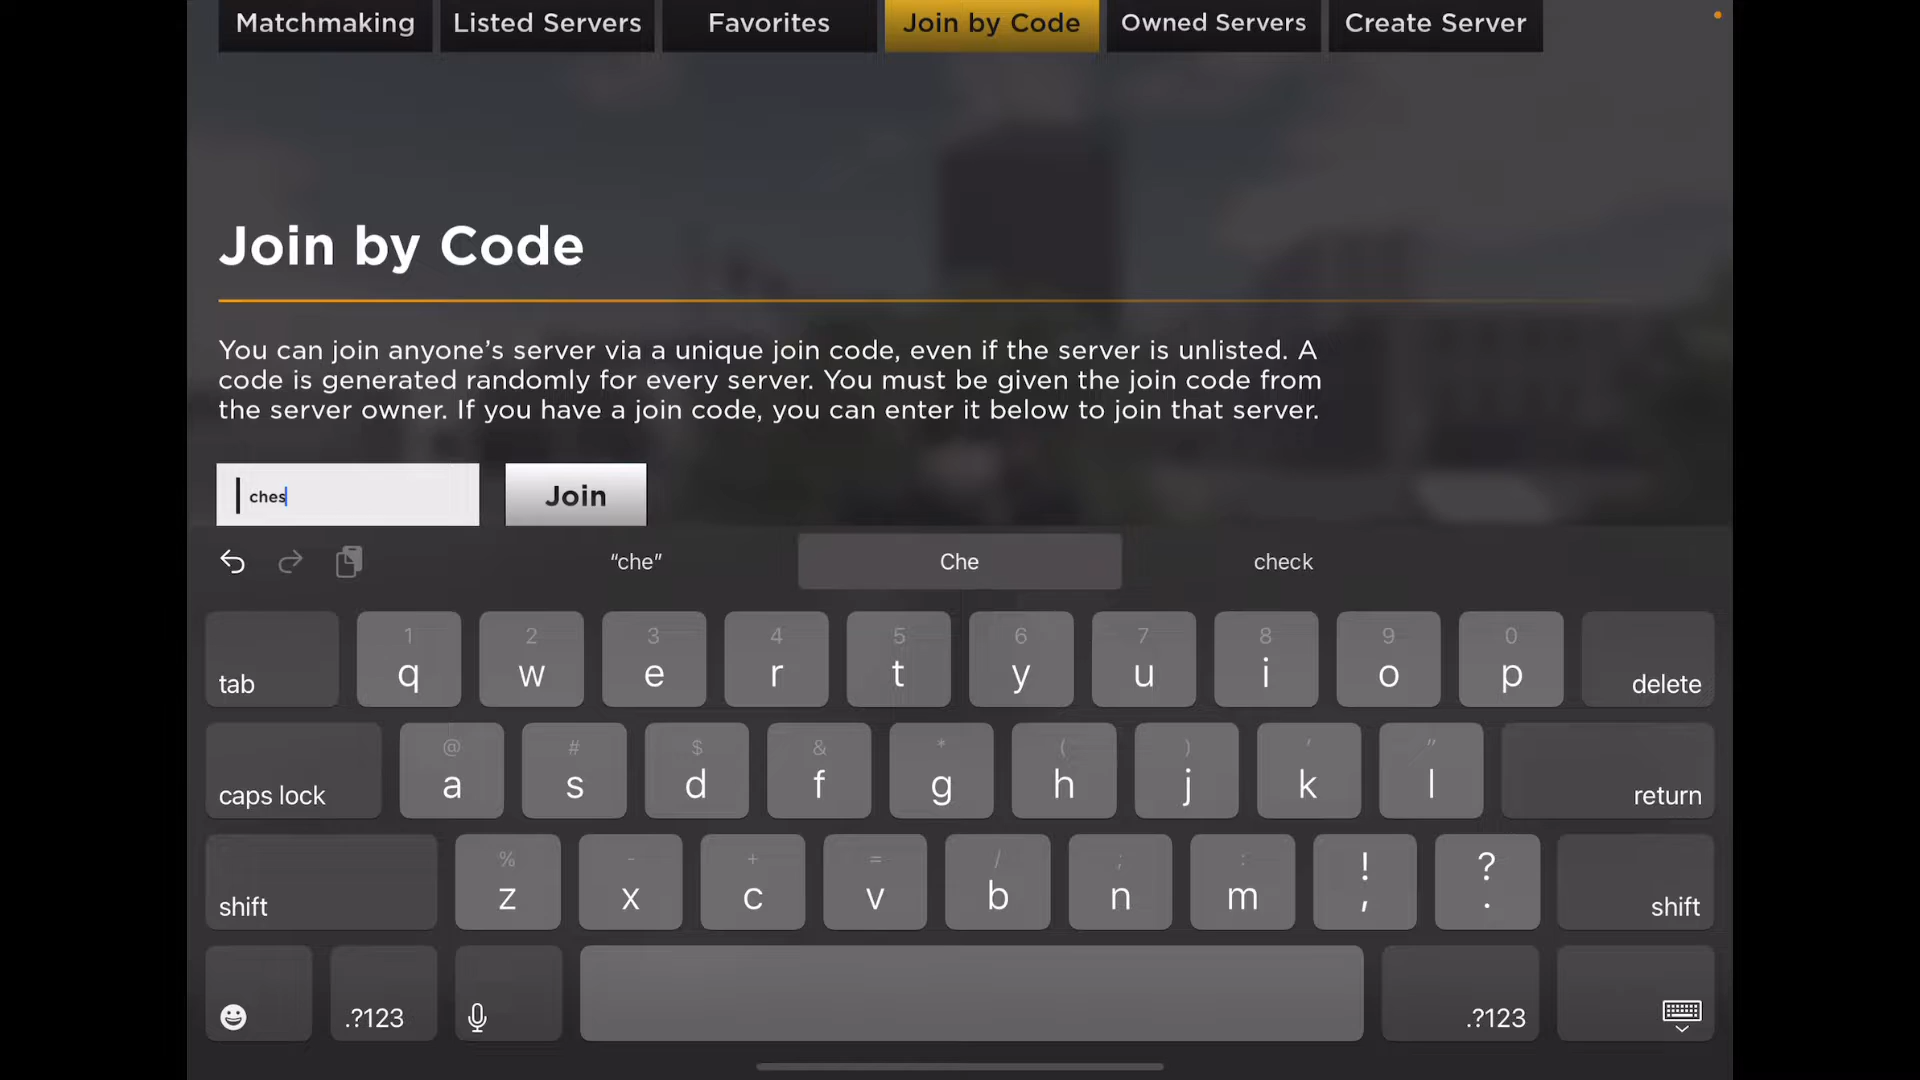 Matchmaking Listed Servers Favorites Join by Code Owned Servers Create Server
Join by Code
You can join anyone's server via a unique join code, even if the server is unlisted. A
code is generated randomly for every server. You must be given the join code from
the server owner. If you have a join code, you can enter it below to join that server.
ches Join
“che” Che check
1 2 3 4 5 6 7 8 9 0
tab q w e r t y u i o p delete
@ # $ & * ( ) ' "
caps lock a s d f g h j k l return
% - + = / ; : ! ?
shift z x c v b n m , . shift
.?123 .?123